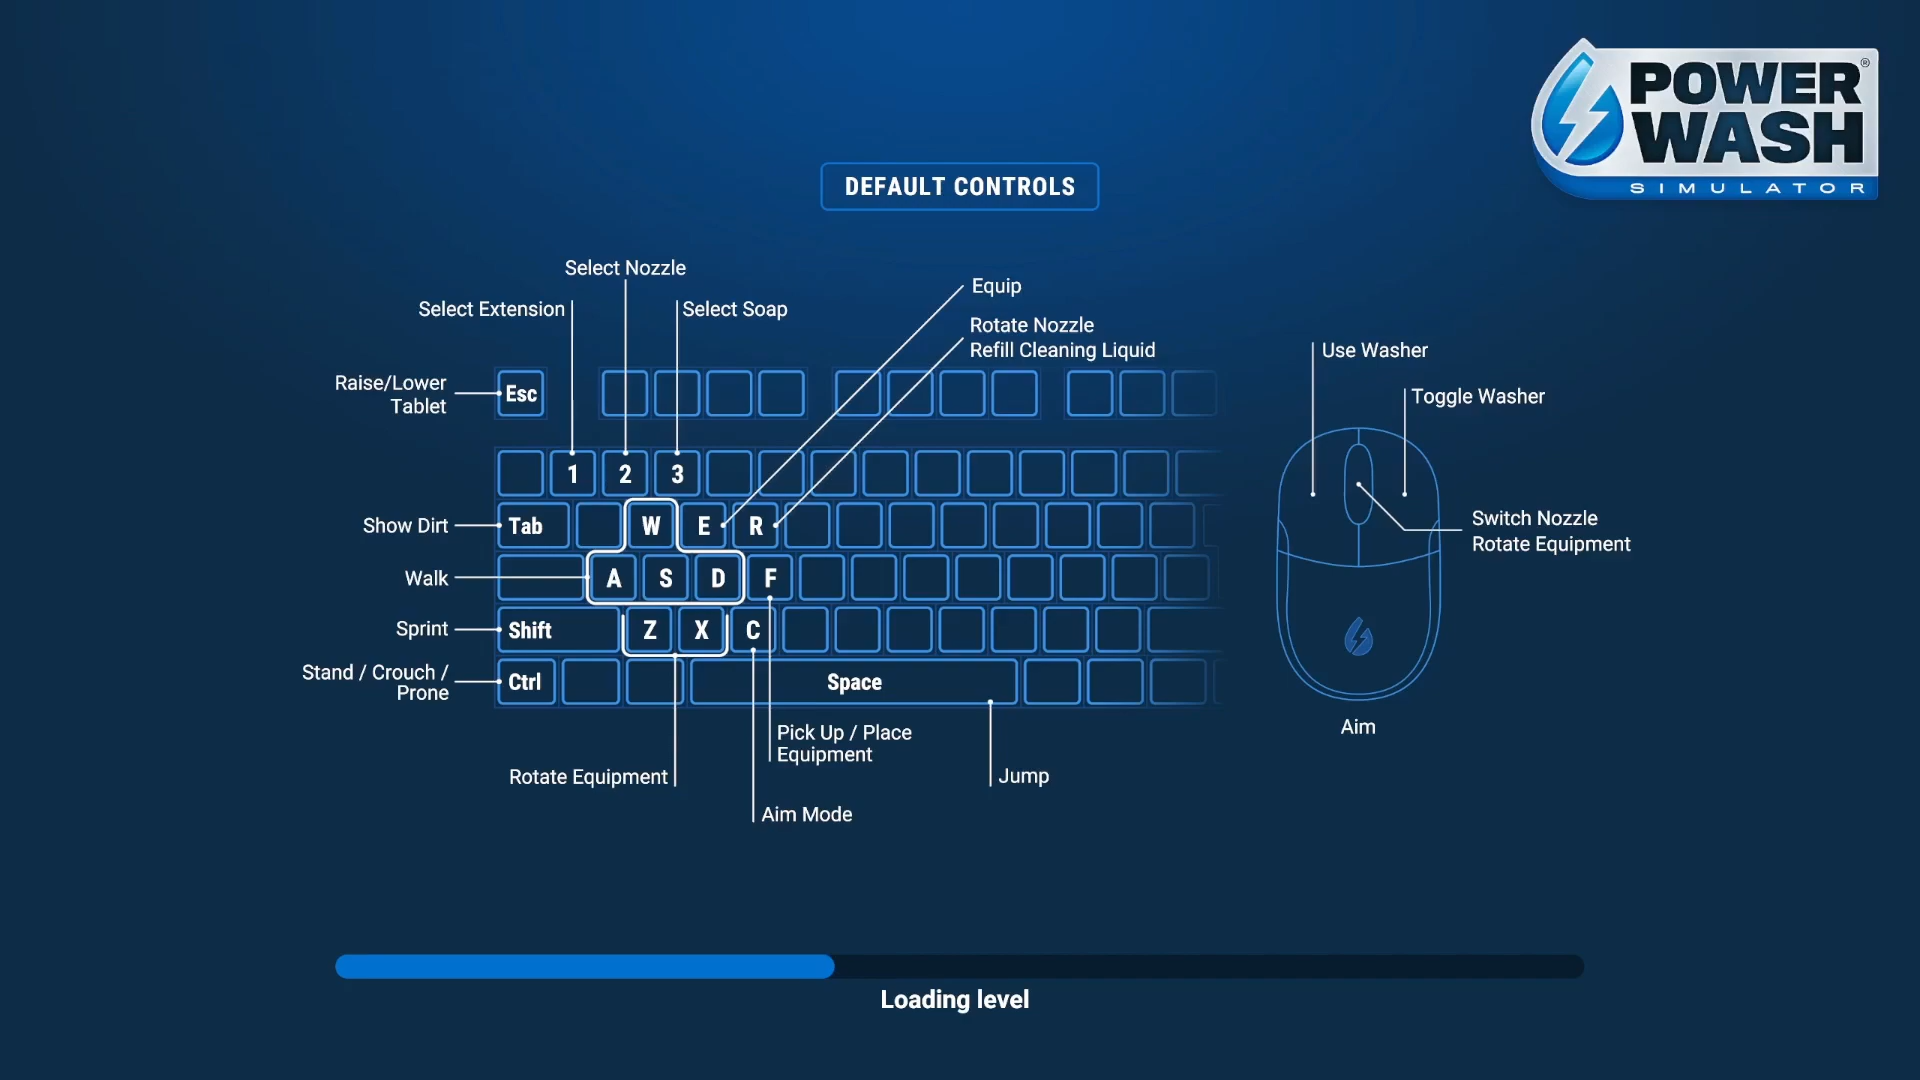 POWER®
WASH
SIMULATOR
DEFAULT CONTROLS
Select Nozzle
Select Extension
Select Soap
Equip
Rotate Nozzle
Refill Cleaning Liquid
Raise/Lower
Tablet
Esc
1 2 3
Show Dirt
Tab W E R
Walk
A S D F
Sprint
Shift Z X C
Stand / Crouch /
Prone
Ctrl Space
Pick Up / Place
Equipment
Rotate Equipment
Jump
Aim Mode
Use Washer
Toggle Washer
Switch Nozzle
Rotate Equipment
Aim
Loading level